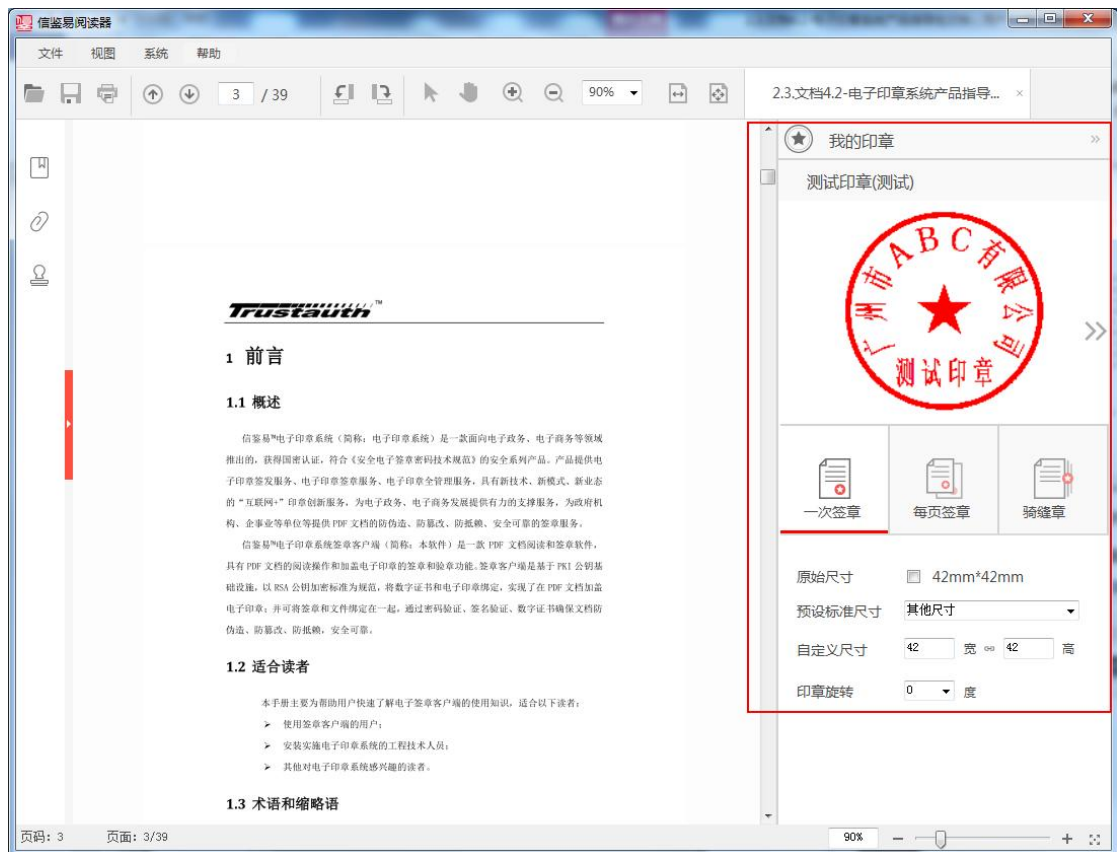 信鉴易阅读器
文件 视图 系统 帮助
3 / 39 90% 2.3.文档4.2-电子印章系统产品指导...
我的印章
测试印章(测试)
广州市ABC有限公司
测试印章
一次签章 每页签章 骑缝章
原始尺寸 42mm*42mm
预设标准尺寸 其他尺寸
自定义尺寸 42 宽 42 高
印章旋转 0 度
Trustauth™
1 前言
1.1 概述
信鉴易™电子印章系统（简称：电子印章系统）是一款面向电子政务、电子商务等领域
推出的，获得国密认证，符合《安全电子签章密码技术规范》的安全系列产品。产品提供电
子印章签发服务、电子印章签章服务、电子印章全管理服务，具有新技术、新模式、新业态
的“互联网+”印章创新服务，为电子政务、电子商务发展提供有力的支撑服务，为政府机
构、企事业等单位等提供 PDF 文档的防伪造、防篡改、防抵赖、安全可靠的签章服务。
信鉴易™电子印章系统签章客户端（简称：本软件）是一款 PDF 文档阅读和签章软件，
具有 PDF 文档的阅读操作和加盖电子印章的签章和验章功能。签章客户端是基于 PKI 公钥基
础设施，以 RSA 公钥加密标准为规范，将数字证书和电子印章绑定，实现了在 PDF 文档加盖
电子印章；并可将签章和文件绑定在一起，通过密码验证、签名验证、数字证书确保文档防
伪造、防篡改、防抵赖，安全可靠。
1.2 适合读者
本手册主要为帮助用户快速了解电子签章客户端的使用知识，适合以下读者：
➢ 使用签章客户端的用户；
➢ 安装实施电子印章系统的工程技术人员；
➢ 其他对电子印章系统感兴趣的读者。
1.3 术语和缩略语
页码: 3 页面: 3/39 90%